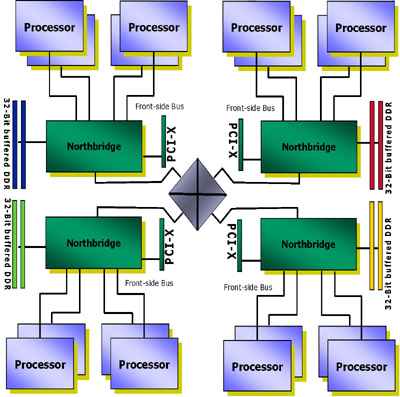 Processor
Processor
Processor
Processor
Front-side Bus
Front-side Bus
32-Bit buffered DDR
Northbridge
PCI-X
PCI-X
Northbridge
32-Bit buffered DDR
32-Bit buffered DDR
Northbridge
PCI-X
PCI-X
Northbridge
32-Bit buffered DDR
Front-side Bus
Front-side Bus
Processor
Processor
Processor
Processor